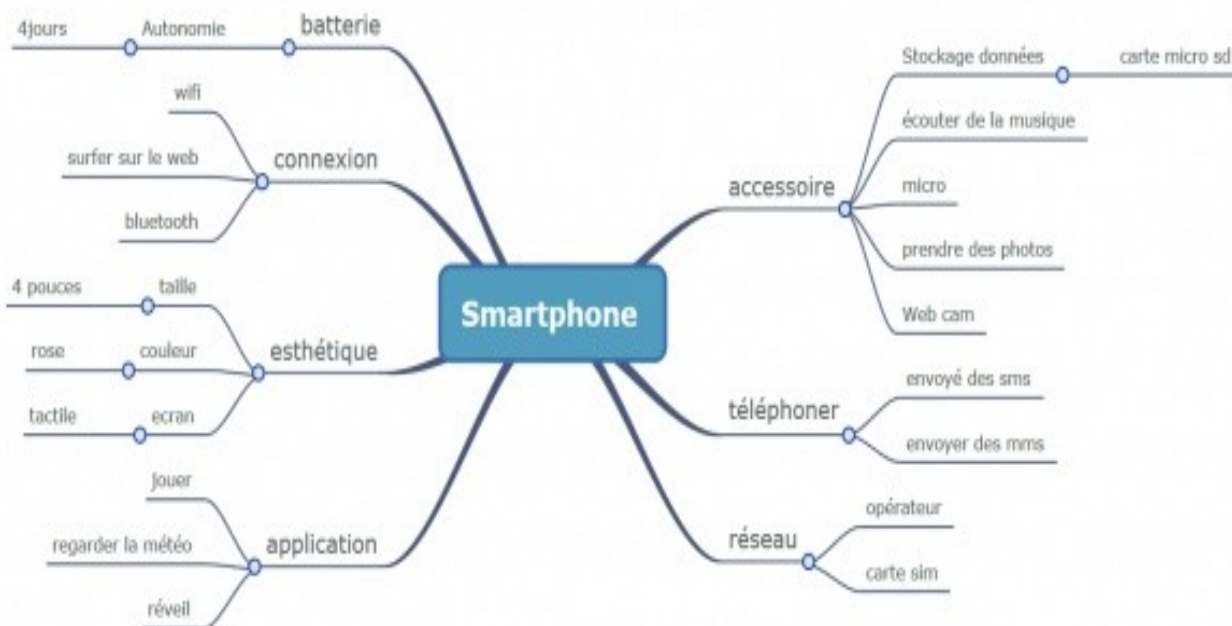 batterie
Autonomie
4jours
connexion
wifi
surfer sur le web
bluetooth
esthétique
taille
4 pouces
couleur
rose
ecran
tactile
application
jouer
regarder la météo
réveil
Smartphone
accessoire
Stockage données
carte micro sd
écouter de la musique
micro
prendre des photos
Web cam
téléphoner
envoyé des sms
envoyer des mms
réseau
opérateur
carte sim